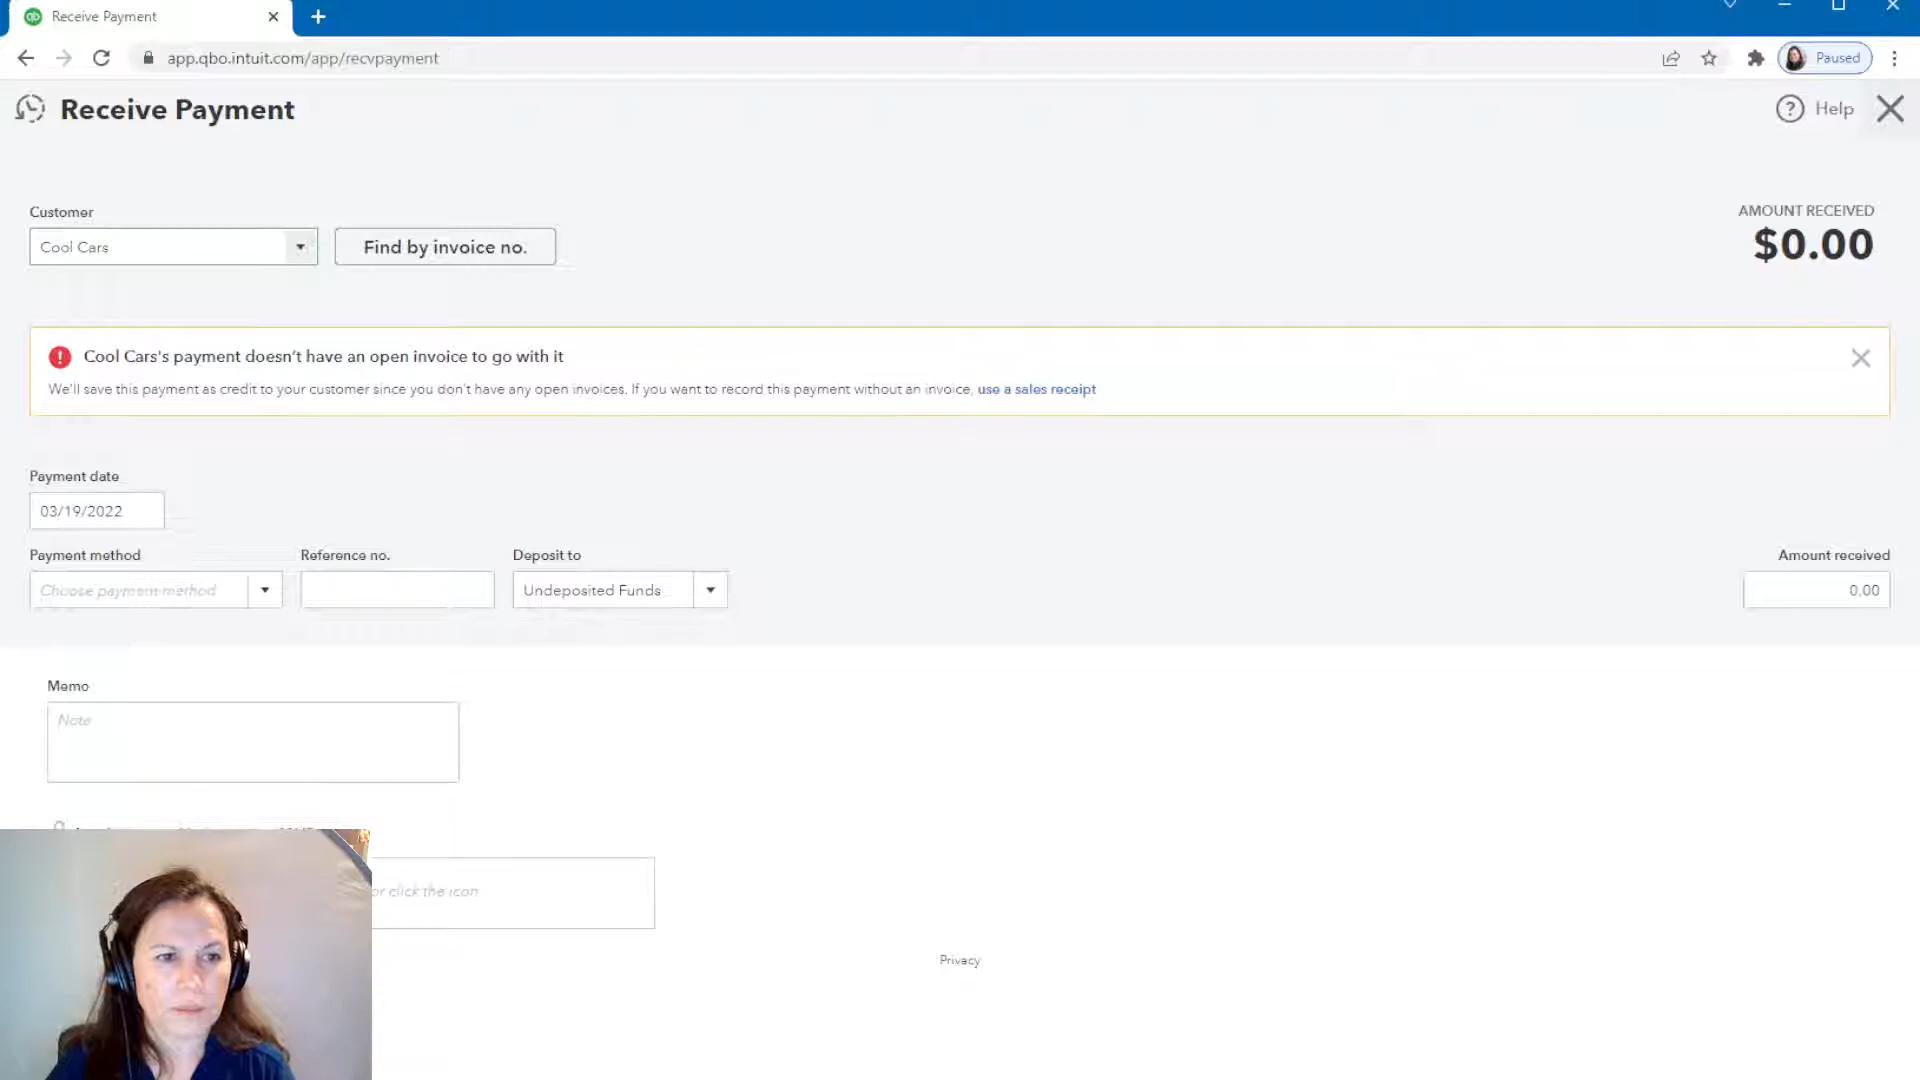 Receive Payment
app.qbo.intuit.com/app/recvpayment
Paused
Receive Payment
Help
Customer
AMOUNT RECEIVED
Cool Cars
Find by invoice no.
$0.00
Cool Cars's payment doesn't have an open invoice to go with it
We'll save this payment as credit to your customer since you don't have any open invoices. If you want to record this payment without an invoice, use a sales receipt
Payment date
03/19/2022
Payment method
Reference no.
Deposit to
Amount received
Choose payment method
Undeposited Funds
0.00
Memo
Note
or click the icon
Privacy